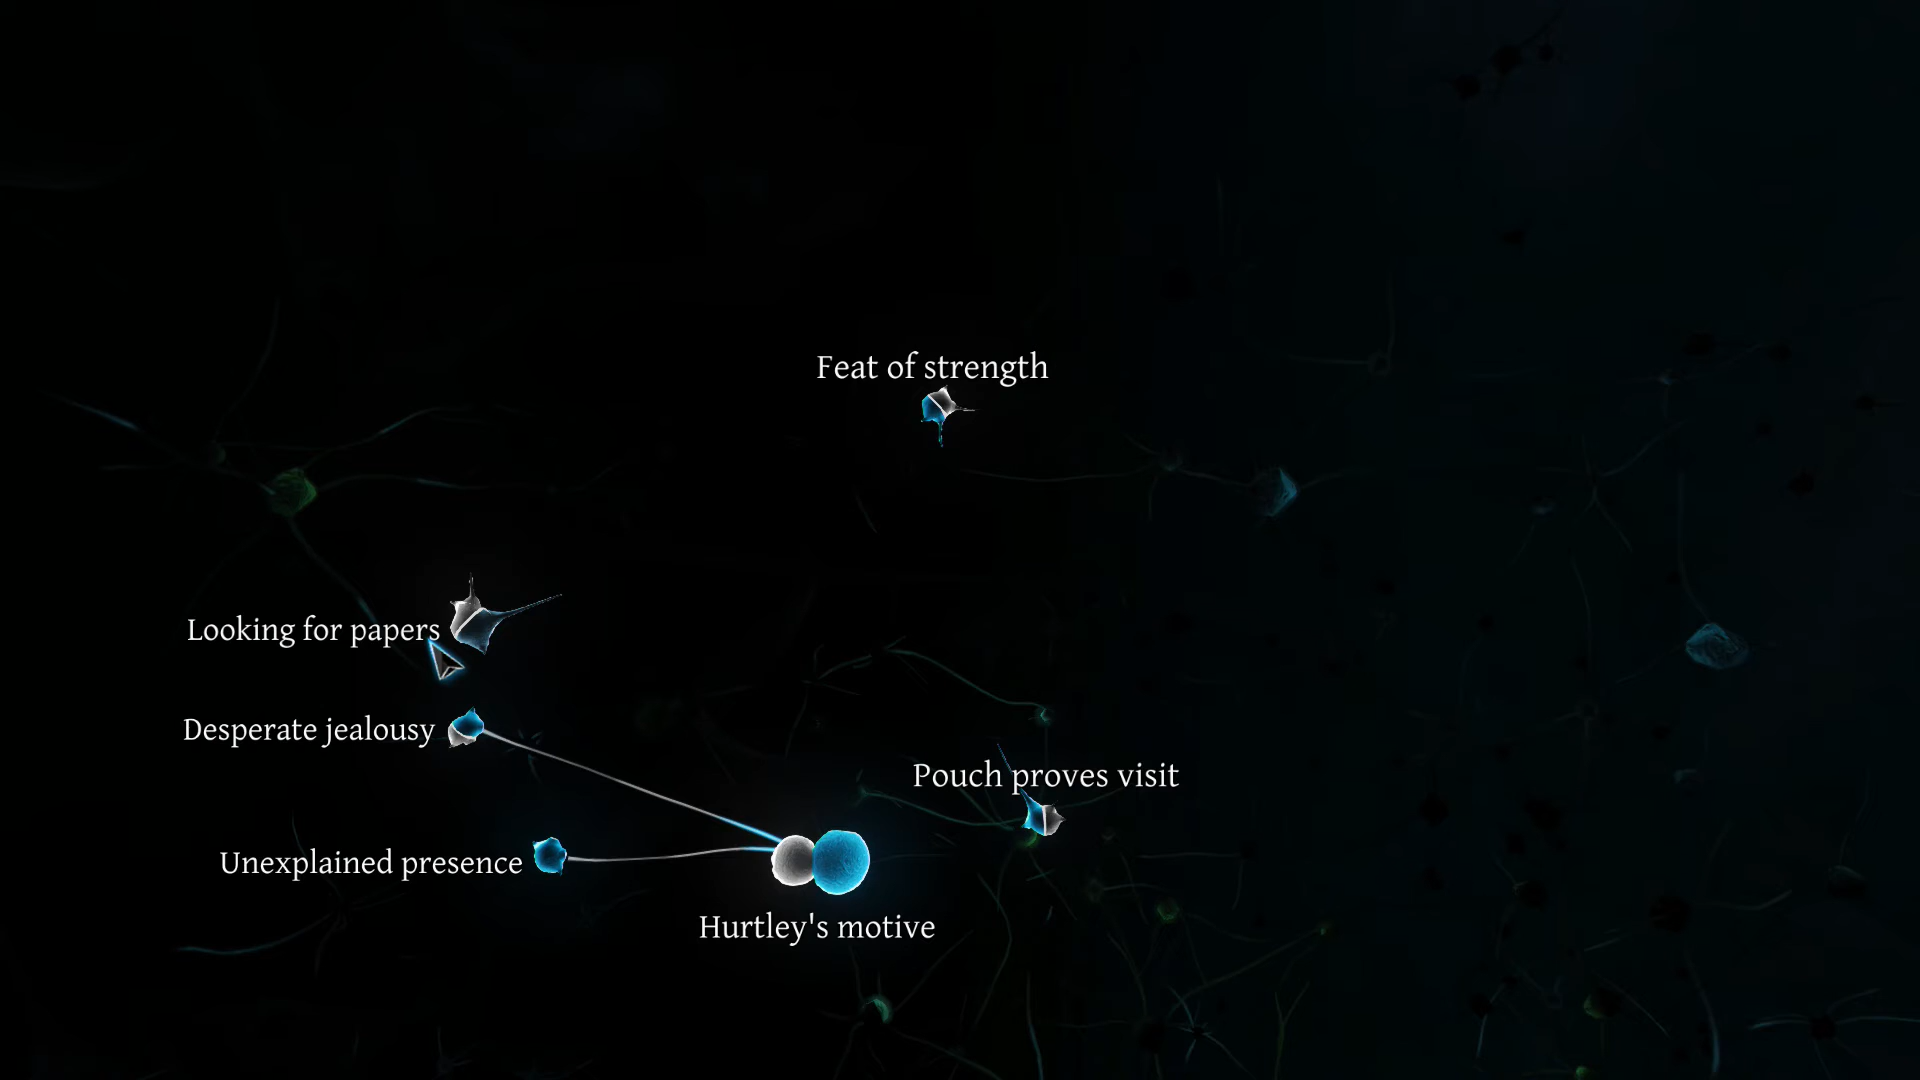 Feat of strength
Looking for papers
Desperate jealousy
Pouch proves visit
Unexplained presence
Hurtley's motive